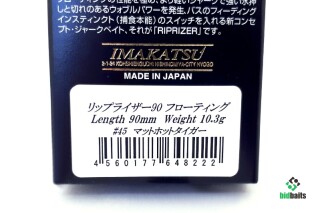 し切れのあるウォブルパワーを発生。バスのフィーディング
インスティンクト(捕食本能)のスイッチを入れる新コンセ
プト・ジャークベイト、それが「RIPRIZER」です。
IMAKATSU
MADE IN JAPAN
リップライザー90 フローティング
Length 90mm Weight 10.3g
#45 マットホットタイガー
4 560177 648222
bidbaits